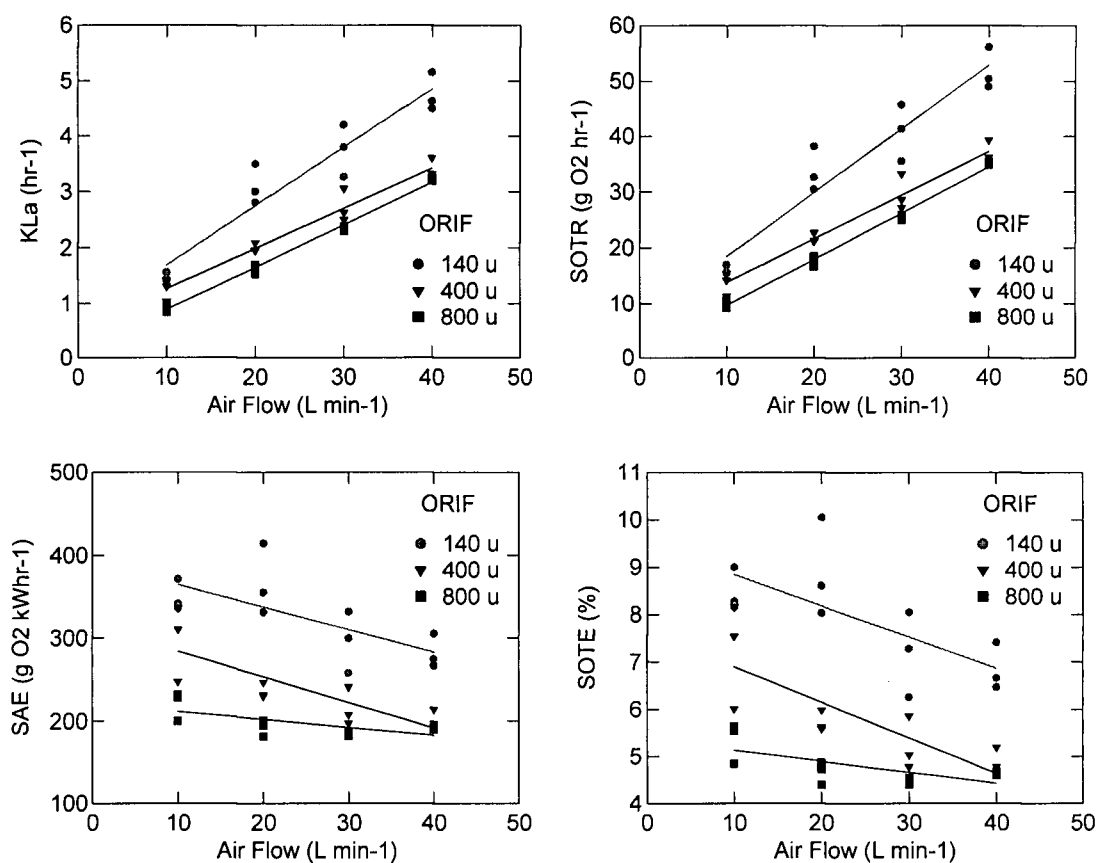 6
5
4
3
2
1
0
KLa (hr-1)
0 10 20 30 40 50
Air Flow (L min-1)
ORIF
140 u
400 u
800 u
60
50
40
30
20
10
0
SOTR (g O2 hr-1)
0 10 20 30 40 50
Air Flow (L min-1)
ORIF
140 u
400 u
800 u
500
400
300
200
100
SAE (g O2 kWhr-1)
0 10 20 30 40 50
Air Flow (L min-1)
ORIF
140 u
400 u
800 u
11
10
9
8
7
6
5
4
SOTE (%)
0 10 20 30 40 50
Air Flow (L min-1)
ORIF
140 u
400 u
800 u